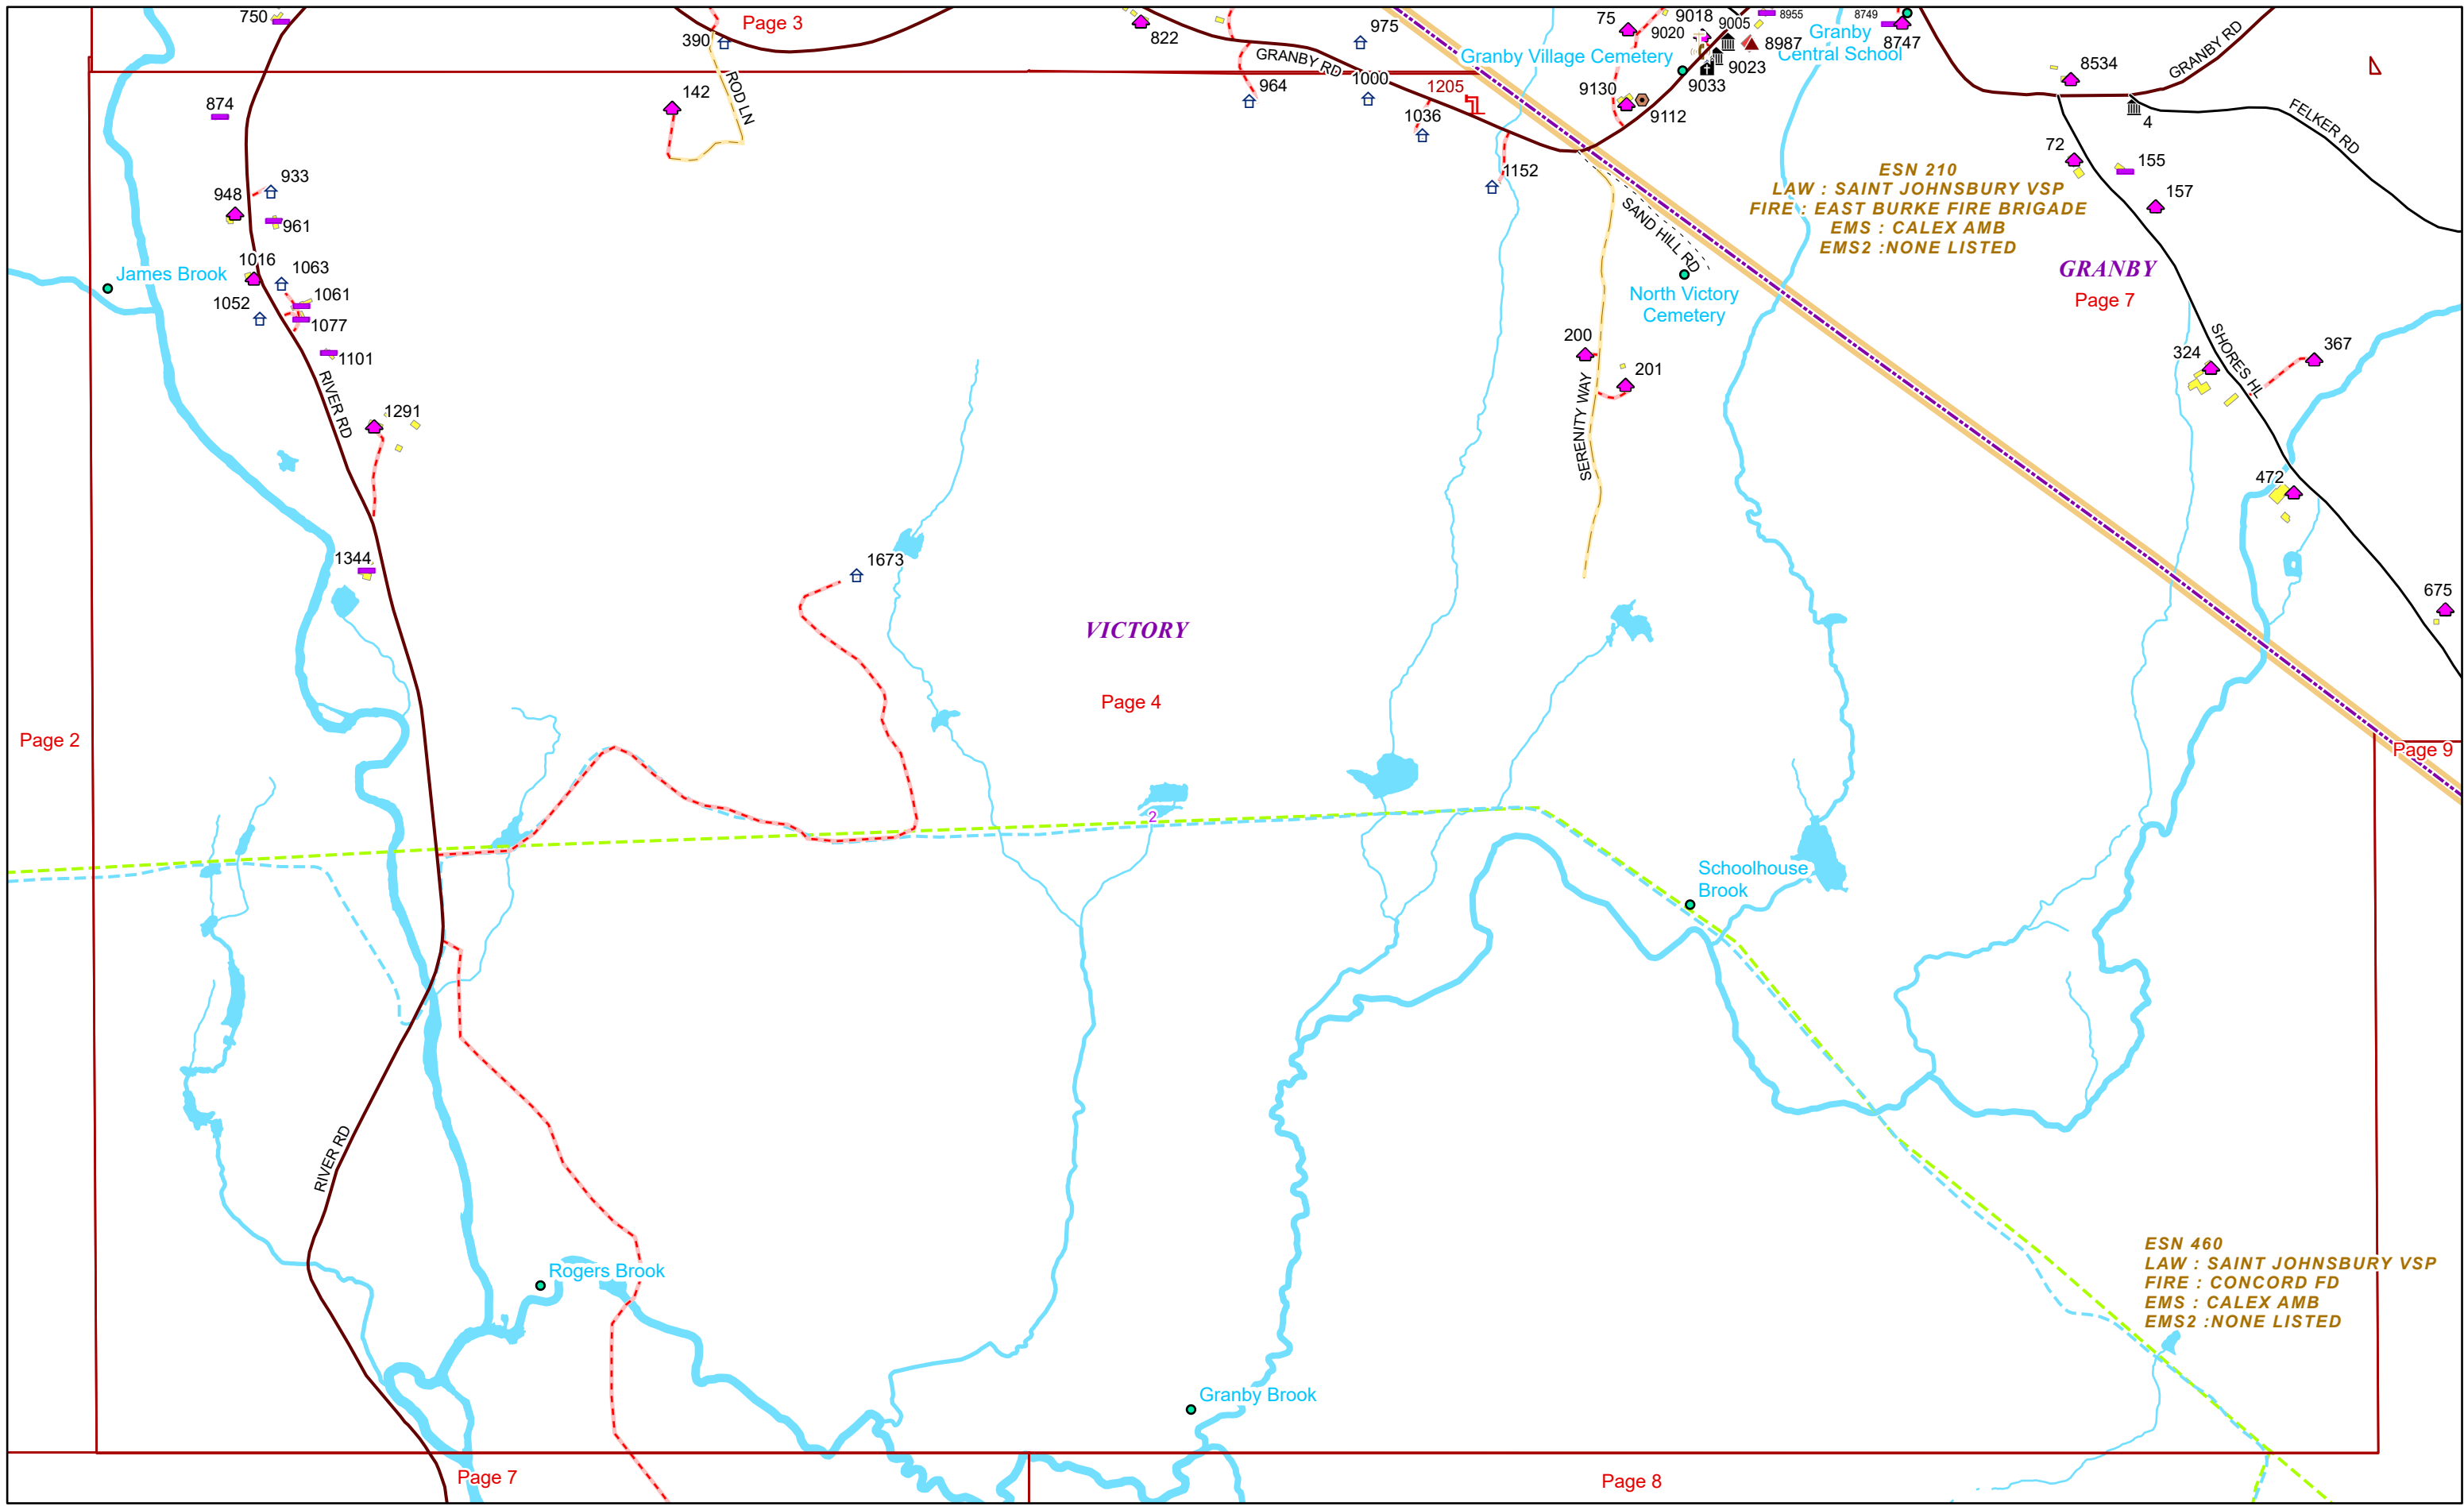 750
Page 3
390
822
975
75
9018
9005
8955
8749
9020
8987
Granby
Central School
8747
GRANBY RD
Granby Village Cemetery
GRANBY RD
9023
8534
874
142
ROD LN
964
1000
1205
9130
9033
9112
1036
4
FELKER RD
72
155
933
948
1152
ESN 210
LAW : SAINT JOHNSBURY VSP
FIRE : EAST BURKE FIRE BRIGADE
EMS : CALEX AMB
EMS2 :NONE LISTED
157
961
SAND HILL RD
1016
1063
James Brook
GRANBY
Page 7
1052
1061
1077
North Victory
Cemetery
1101
200
201
324
SHORES HL
367
RIVER RD
1291
SERENITY WAY
472
1344
1673
675
VICTORY
Page 4
Page 2
Page 9
2
Schoolhouse
Brook
RIVER RD
ESN 460
LAW : SAINT JOHNSBURY VSP
FIRE : CONCORD FD
EMS : CALEX AMB
EMS2 :NONE LISTED
Rogers Brook
Granby Brook
Page 7
Page 8